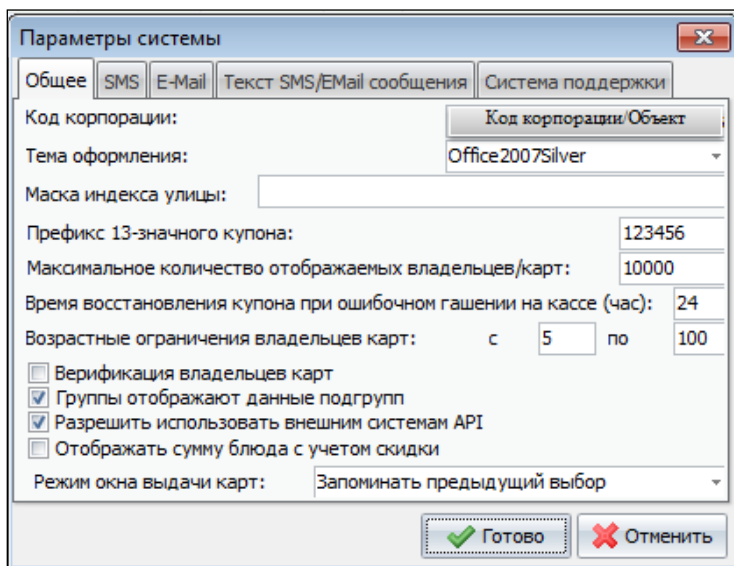 Параметры системы
Общее SMS E-Mail Текст SMS/EMail сообщения Система поддержки
Код корпорации: Код корпорации/Объект
Тема оформления: Office2007Silver
Маска индекса улицы:
Префикс 13-значного купона: 123456
Максимальное количество отображаемых владельцев/карт: 10000
Время восстановления купона при ошибочном гашении на кассе (час): 24
Возрастные ограничения владельцев карт: с 5 по 100
Верификация владельцев карт
Группы отображают данные подгрупп
Разрешить использовать внешним системам API
Отображать сумму блюда с учетом скидки
Режим окна выдачи карт: Запоминать предыдущий выбор
Готово Отменить